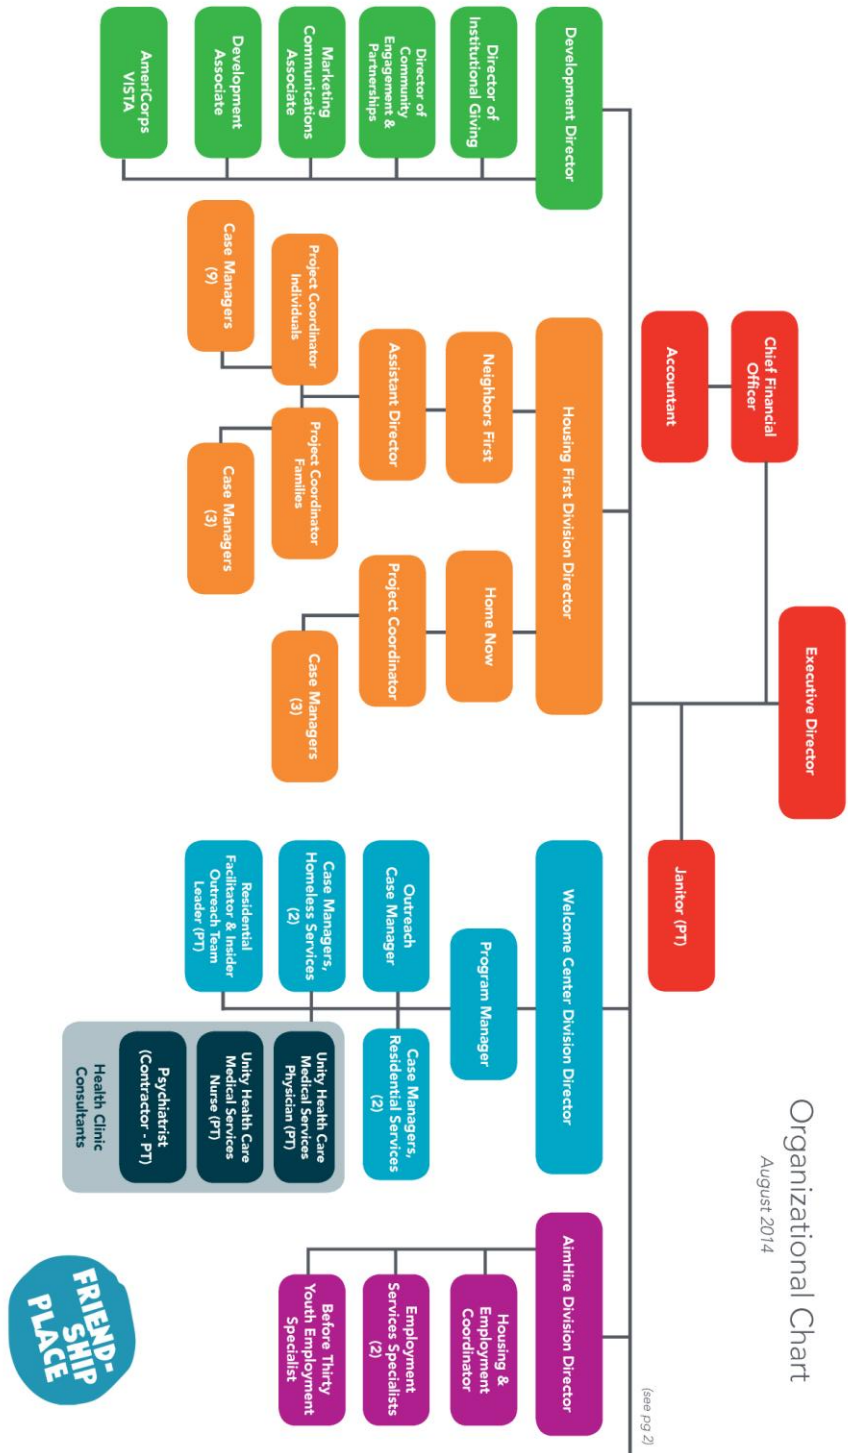 Organizational Chart
August 2014
Executive Director
Chief Financial
Officer
Accountant
Janitor (PT)
(see pg 2)
Development Director
Director of
Institutional Giving
Director of
Community
Engagement &
Partnerships
Marketing
Communications
Associate
Development
Associate
AmeriCorps
VISTA
Housing First Division Director
Neighbors First
Assistant Director
Project Coordinator
Individuals
Case Managers
(9)
Project Coordinator
Families
Case Managers
(3)
Home Now
Project Coordinator
Case Managers
(3)
Welcome Center Division Director
Program Manager
Outreach
Case Manager
Case Managers,
Residential Services
(2)
Case Managers,
Homeless Services
(2)
Residential
Facilitator & Insider
Outreach Team
Leader (PT)
Unity Health Care
Medical Services
Physician (PT)
Unity Health Care
Medical Services
Nurse (PT)
Psychiatrist
(Contractor - PT)
Health Clinic
Consultants
AimHire Division Director
Housing &
Employment
Coordinator
Employment
Services Specialists
(2)
Before Thirty
Youth Employment
Specialist
FRIEND-
SHIP
PLACE